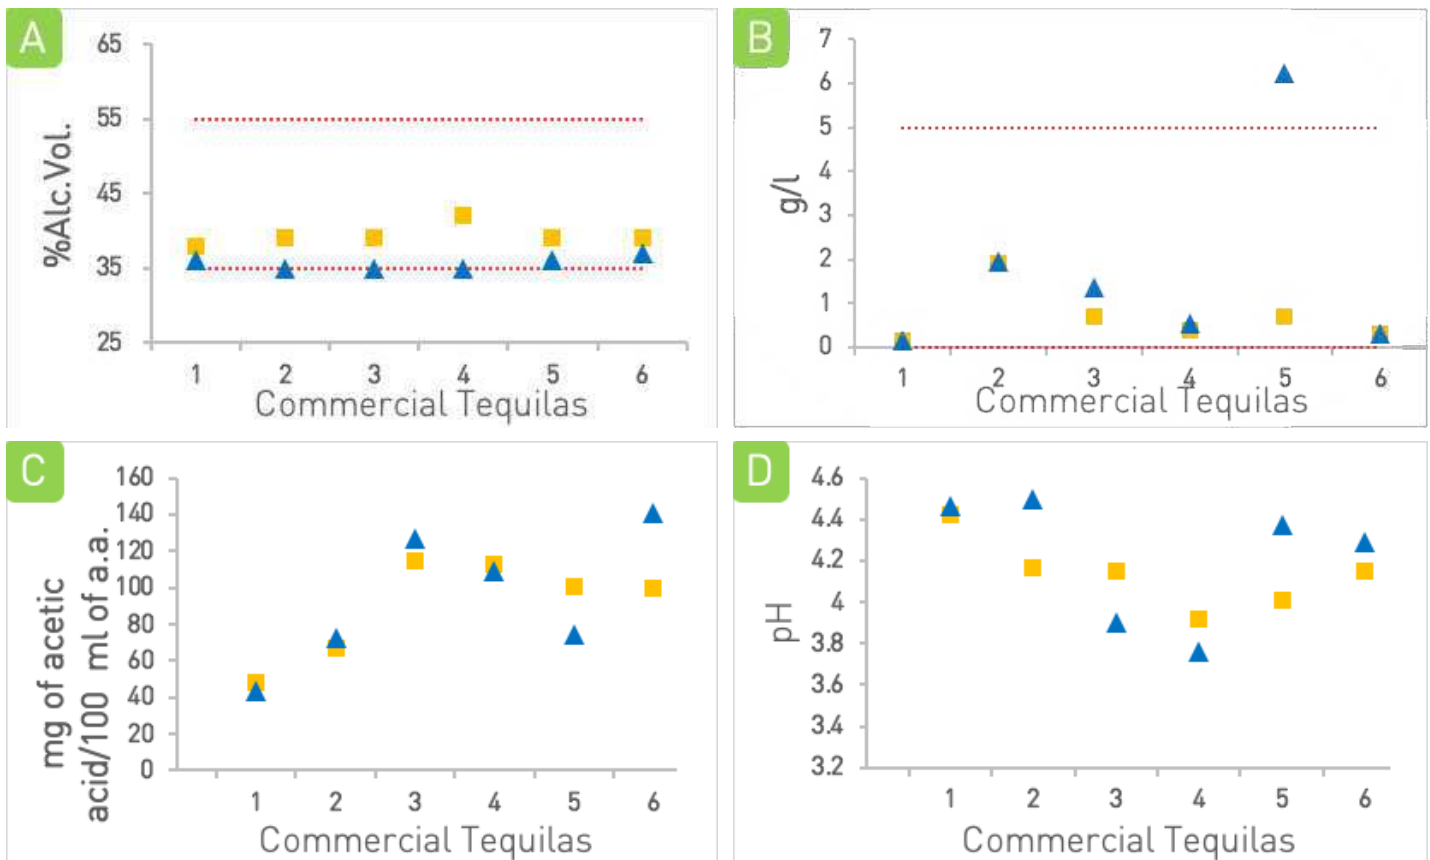 A
%Alc.Vol.
65
55
45
35
25
1 2 3 4 5 6
Commercial Tequilas
B
g/l
7
6
5
4
3
2
1
0
1 2 3 4 5 6
Commercial Tequilas
C
mg of acetic
acid/100 ml of a.a.
160
140
120
100
80
60
40
20
0
1 2 3 4 5 6
Commercial Tequilas
D
pH
4.6
4.4
4.2
4
3.8
3.6
3.4
3.2
1 2 3 4 5 6
Commercial Tequilas